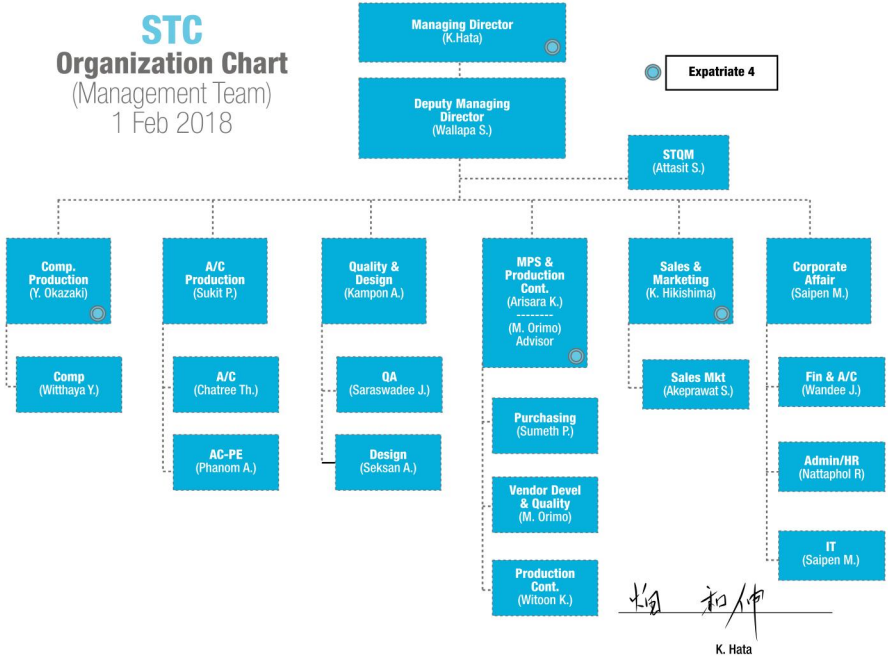 STC
Organization Chart
(Management Team)
1 Feb 2018
Managing Director
(K.Hata)
Expatriate 4
Deputy Managing
Director
(Wallapa S.)
STQM
(Attasit S.)
Comp.
Production
(Y. Okazaki)
A/C
Production
(Sukit P.)
Quality &
Design
(Kampon A.)
MPS &
Production
Cont.
(Arisara K.)
--------
(M. Orimo)
Advisor
Sales &
Marketing
(K. Hikishima)
Corporate
Affair
(Saipen M.)
Comp
(Witthaya Y.)
A/C
(Chatree Th.)
QA
(Saraswadee J.)
Sales Mkt
(Akeprawat S.)
Fin & A/C
(Wandee J.)
AC-PE
(Phanom A.)
Design
(Seksan A.)
Purchasing
(Sumeth P.)
Admin/HR
(Nattaphol R)
Vendor Devel
& Quality
(M. Orimo)
IT
(Saipen M.)
Production
Cont.
(Witoon K.)
K. Hata